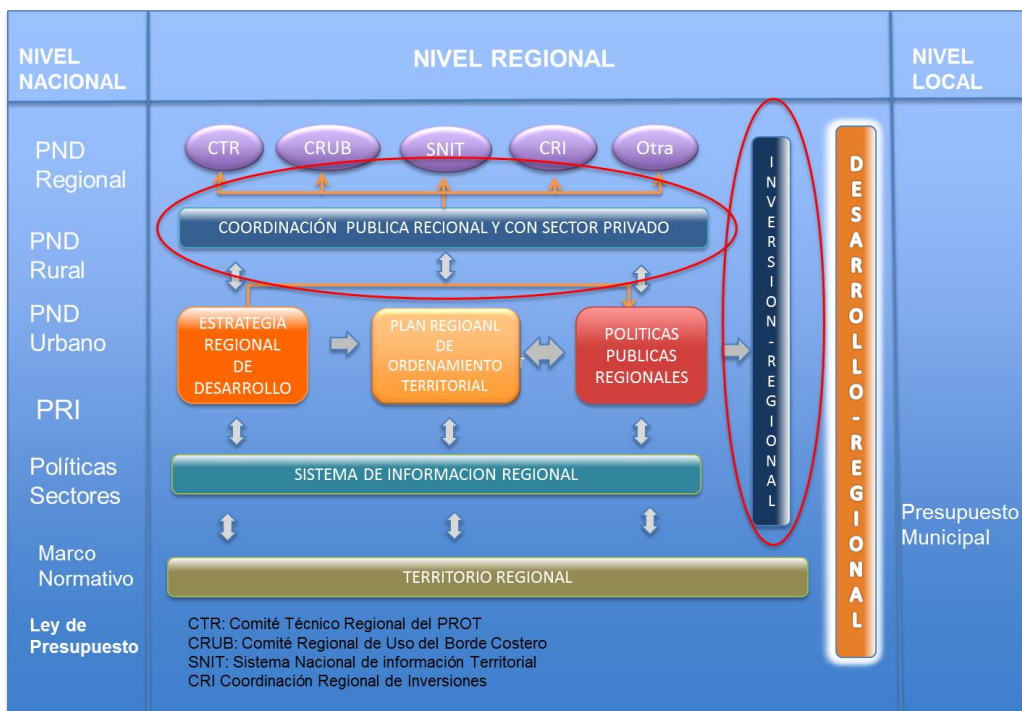 NIVEL
NACIONAL
NIVEL REGIONAL
NIVEL
LOCAL
PND
Regional
PND
Rural
PND
Urbano
PRI
Políticas
Sectores
Marco
Normativo
Ley de
Presupuesto
CTR
CRUB
SNIT
CRI
Otra
COORDINACIÓN PUBLICA RECIONAL Y CON SECTOR PRIVADO
ESTRATEGIA
REGIONAL
DE
DESARROLLO
PLAN REGIOANL
DE
ORDENAMIENTO
TERRITORIAL
POLITICAS
PUBLICAS
REGIONALES
SISTEMA DE INFORMACION REGIONAL
TERRITORIO REGIONAL
CTR: Comité Técnico Regional del PROT
CRUB: Comité Regional de Uso del Borde Costero
SNIT: Sistema Nacional de información Territorial
CRI Coordinación Regional de Inversiones
INVERSION-REGIONAL
DESARROLLO-REGIONAL
Presupuesto
Municipal